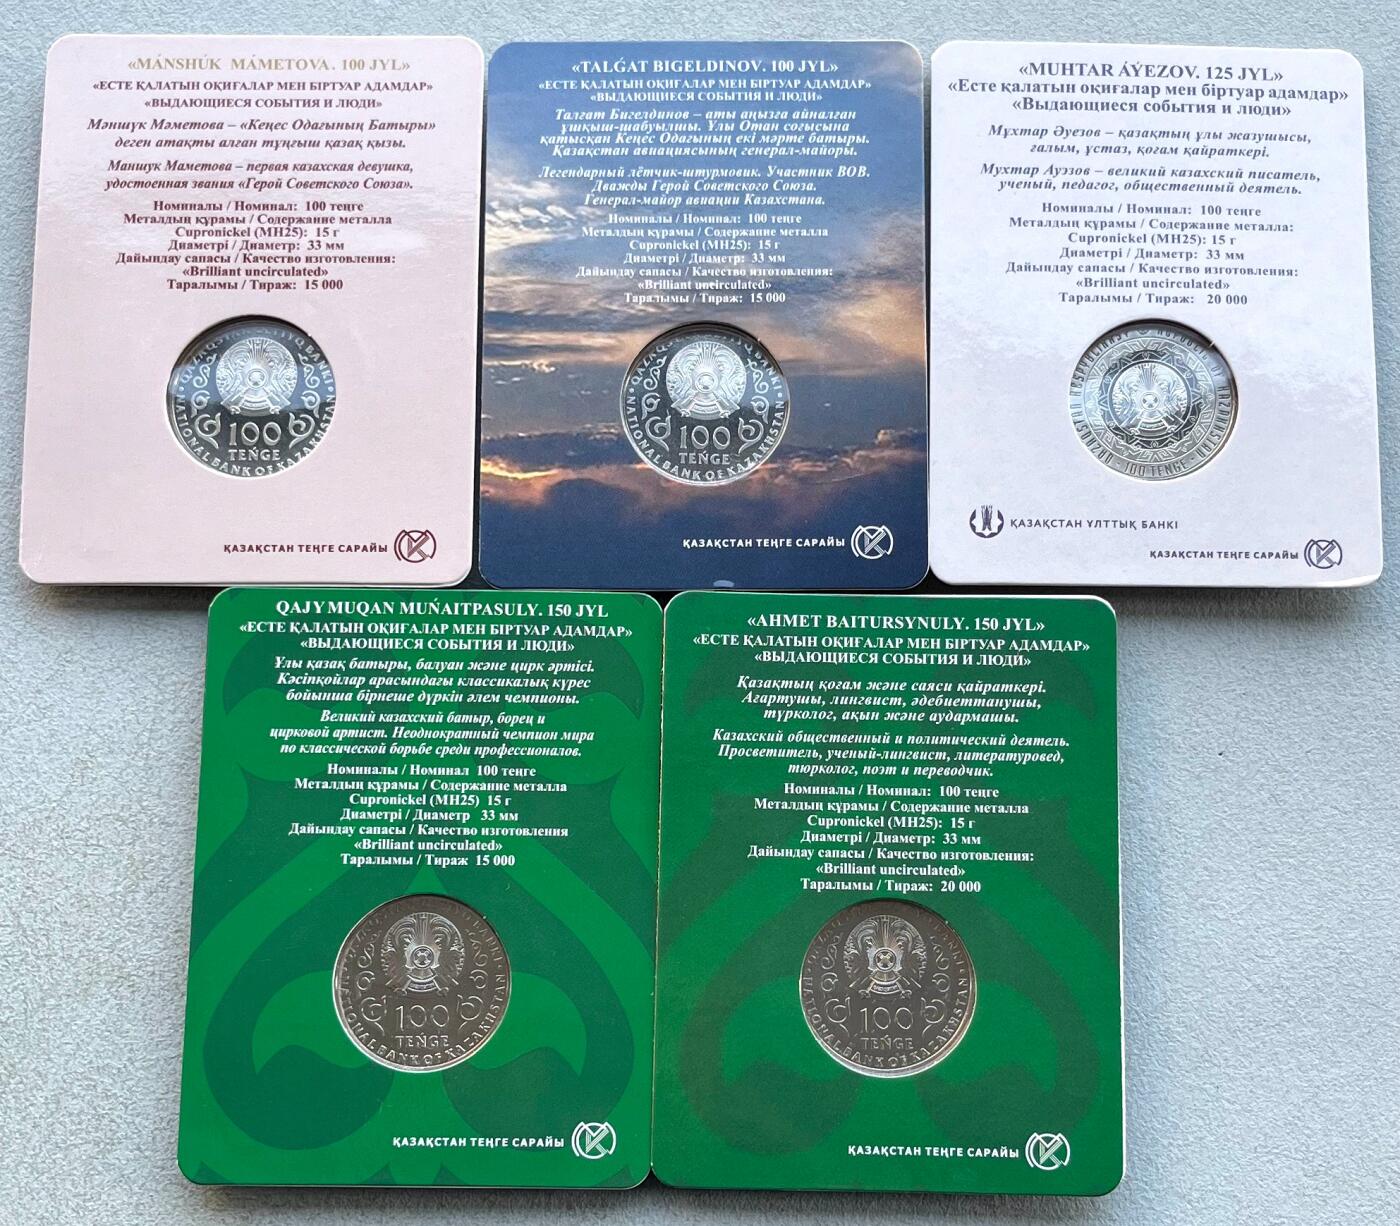 «MÁNSHÚK MÁMETOVA. 100 JYL»
«ЕСТЕ ҚАЛАТЫН ОҚИҒАЛАР МЕН БІРТУАР АДАМДАР»
«ВЫДАЮЩИЕСЯ СОБЫТИЯ И ЛЮДИ»
Мәншүк Мәметова – «Кеңес Одағының Батыры»
деген атақты алған тұңғыш қазақ қызы.
Маншук Маметова – первая казахская девушка,
удостоенная звания «Герой Советского Союза».
Номиналы / Номинал: 100 теңге
Металдың құрамы / Содержание металла
Cupronickel (МН25): 15 г
Диаметрі / Диаметр: 33 мм
Дайындау сапасы / Качество изготовления:
«Brilliant uncirculated»
Таралымы / Тираж: 15 000
100
TEŃGE
NATIONAL BANK OF KAZAKHSTAN
ҚАЗАҚСТАН ТЕҢГЕ САРАЙЫ
«TALǴAT BIGELDINOV. 100 JYL»
«ЕСТЕ ҚАЛАТЫН ОҚИҒАЛАР МЕН БІРТУАР АДАМДАР»
«ВЫДАЮЩИЕСЯ СОБЫТИЯ И ЛЮДИ»
Талғат Бигелдинов – аты аңызға айналған
ұшқыш-шабуылшы. Ұлы Отан соғысына
қатысқан Кеңес Одағының екі мәрте батыры.
Қазақстан авиациясының генерал-майоры.
Легендарный лётчик-штурмовик. Участник ВОВ.
Дважды Герой Советского Союза.
Генерал-майор авиации Казахстана.
Номиналы / Номинал: 100 теңге
Металдың құрамы / Содержание металла
Cupronickel (МН25): 15 г
Диаметрі / Диаметр: 33 мм
Дайындау сапасы / Качество изготовления:
«Brilliant uncirculated»
Таралымы / Тираж: 15 000
QAZAQSTAN ULTTYQ BANKI
100
TEŃGE
NATIONAL BANK OF KAZAKHSTAN
ҚАЗАҚСТАН ТЕҢГЕ САРАЙЫ
«MUHTAR ÁÝEZOV. 125 JYL»
«Есте қалатын оқиғалар мен біртуар адамдар»
«Выдающиеся события и люди»
Мұхтар Әуезов – қазақтың ұлы жазушысы,
ғалым, ұстаз, қоғам қайраткері.
Мухтар Ауэзов – великий казахский писатель,
ученый, педагог, общественный деятель.
Номиналы / Номинал: 100 теңге
Металдың құрамы / Содержание металла:
Cupronickel (МН25): 15 г
Диаметрі / Диаметр: 33 мм
Дайындау сапасы / Качество изготовления:
«Brilliant uncirculated»
Таралымы / Тираж: 20 000
100 TENGE
ҚАЗАҚСТАН ҰЛТТЫҚ БАНКІ
ҚАЗАҚСТАН ТЕҢГЕ САРАЙЫ
QAJYMUQAN MUŃAITPASULY. 150 JYL
«ЕСТЕ ҚАЛАТЫН ОҚИҒАЛАР МЕН БІРТУАР АДАМДАР»
«ВЫДАЮЩИЕСЯ СОБЫТИЯ И ЛЮДИ»
Ұлы қазақ батыры, балуан және цирк әртісі.
Кәсіпқойлар арасындағы классикалық күрес
бойынша бірнеше дүркін әлем чемпионы.
Великий казахский батыр, борец и
цирковой артист. Неоднократный чемпион мира
по классической борьбе среди профессионалов.
Номиналы / Номинал 100 теңге
Металдың құрамы / Содержание металла
Cupronickel (МН25) 15 г
Диаметрі / Диаметр 33 мм
Дайындау сапасы / Качество изготовления
«Brilliant uncirculated»
Таралымы / Тираж 15 000
100
TEŃGE
NATIONAL BANK OF KAZAKHSTAN
ҚАЗАҚСТАН ТЕҢГЕ САРАЙЫ
«AHMET BAITURSYNULY. 150 JYL»
«ЕСТЕ ҚАЛАТЫН ОҚИҒАЛАР МЕН БІРТУАР АДАМДАР»
«ВЫДАЮЩИЕСЯ СОБЫТИЯ И ЛЮДИ»
Қазақтың қоғам және саяси қайраткері.
Ағартушы, лингвист, әдебиеттанушы,
түрколог, ақын және аудармашы.
Казахский общественный и политический деятель.
Просветитель, ученый-лингвист, литературовед,
тюрколог, поэт и переводчик.
Номиналы / Номинал: 100 теңге
Металдың құрамы / Содержание металла
Cupronickel (МН25): 15 г
Диаметрі / Диаметр: 33 мм
Дайындау сапасы / Качество изготовления:
«Brilliant uncirculated»
Таралымы / Тираж: 20 000
100
TEŃGE
NATIONAL BANK OF KAZAKHSTAN
ҚАЗАҚСТАН ТЕҢГЕ САРАЙЫ